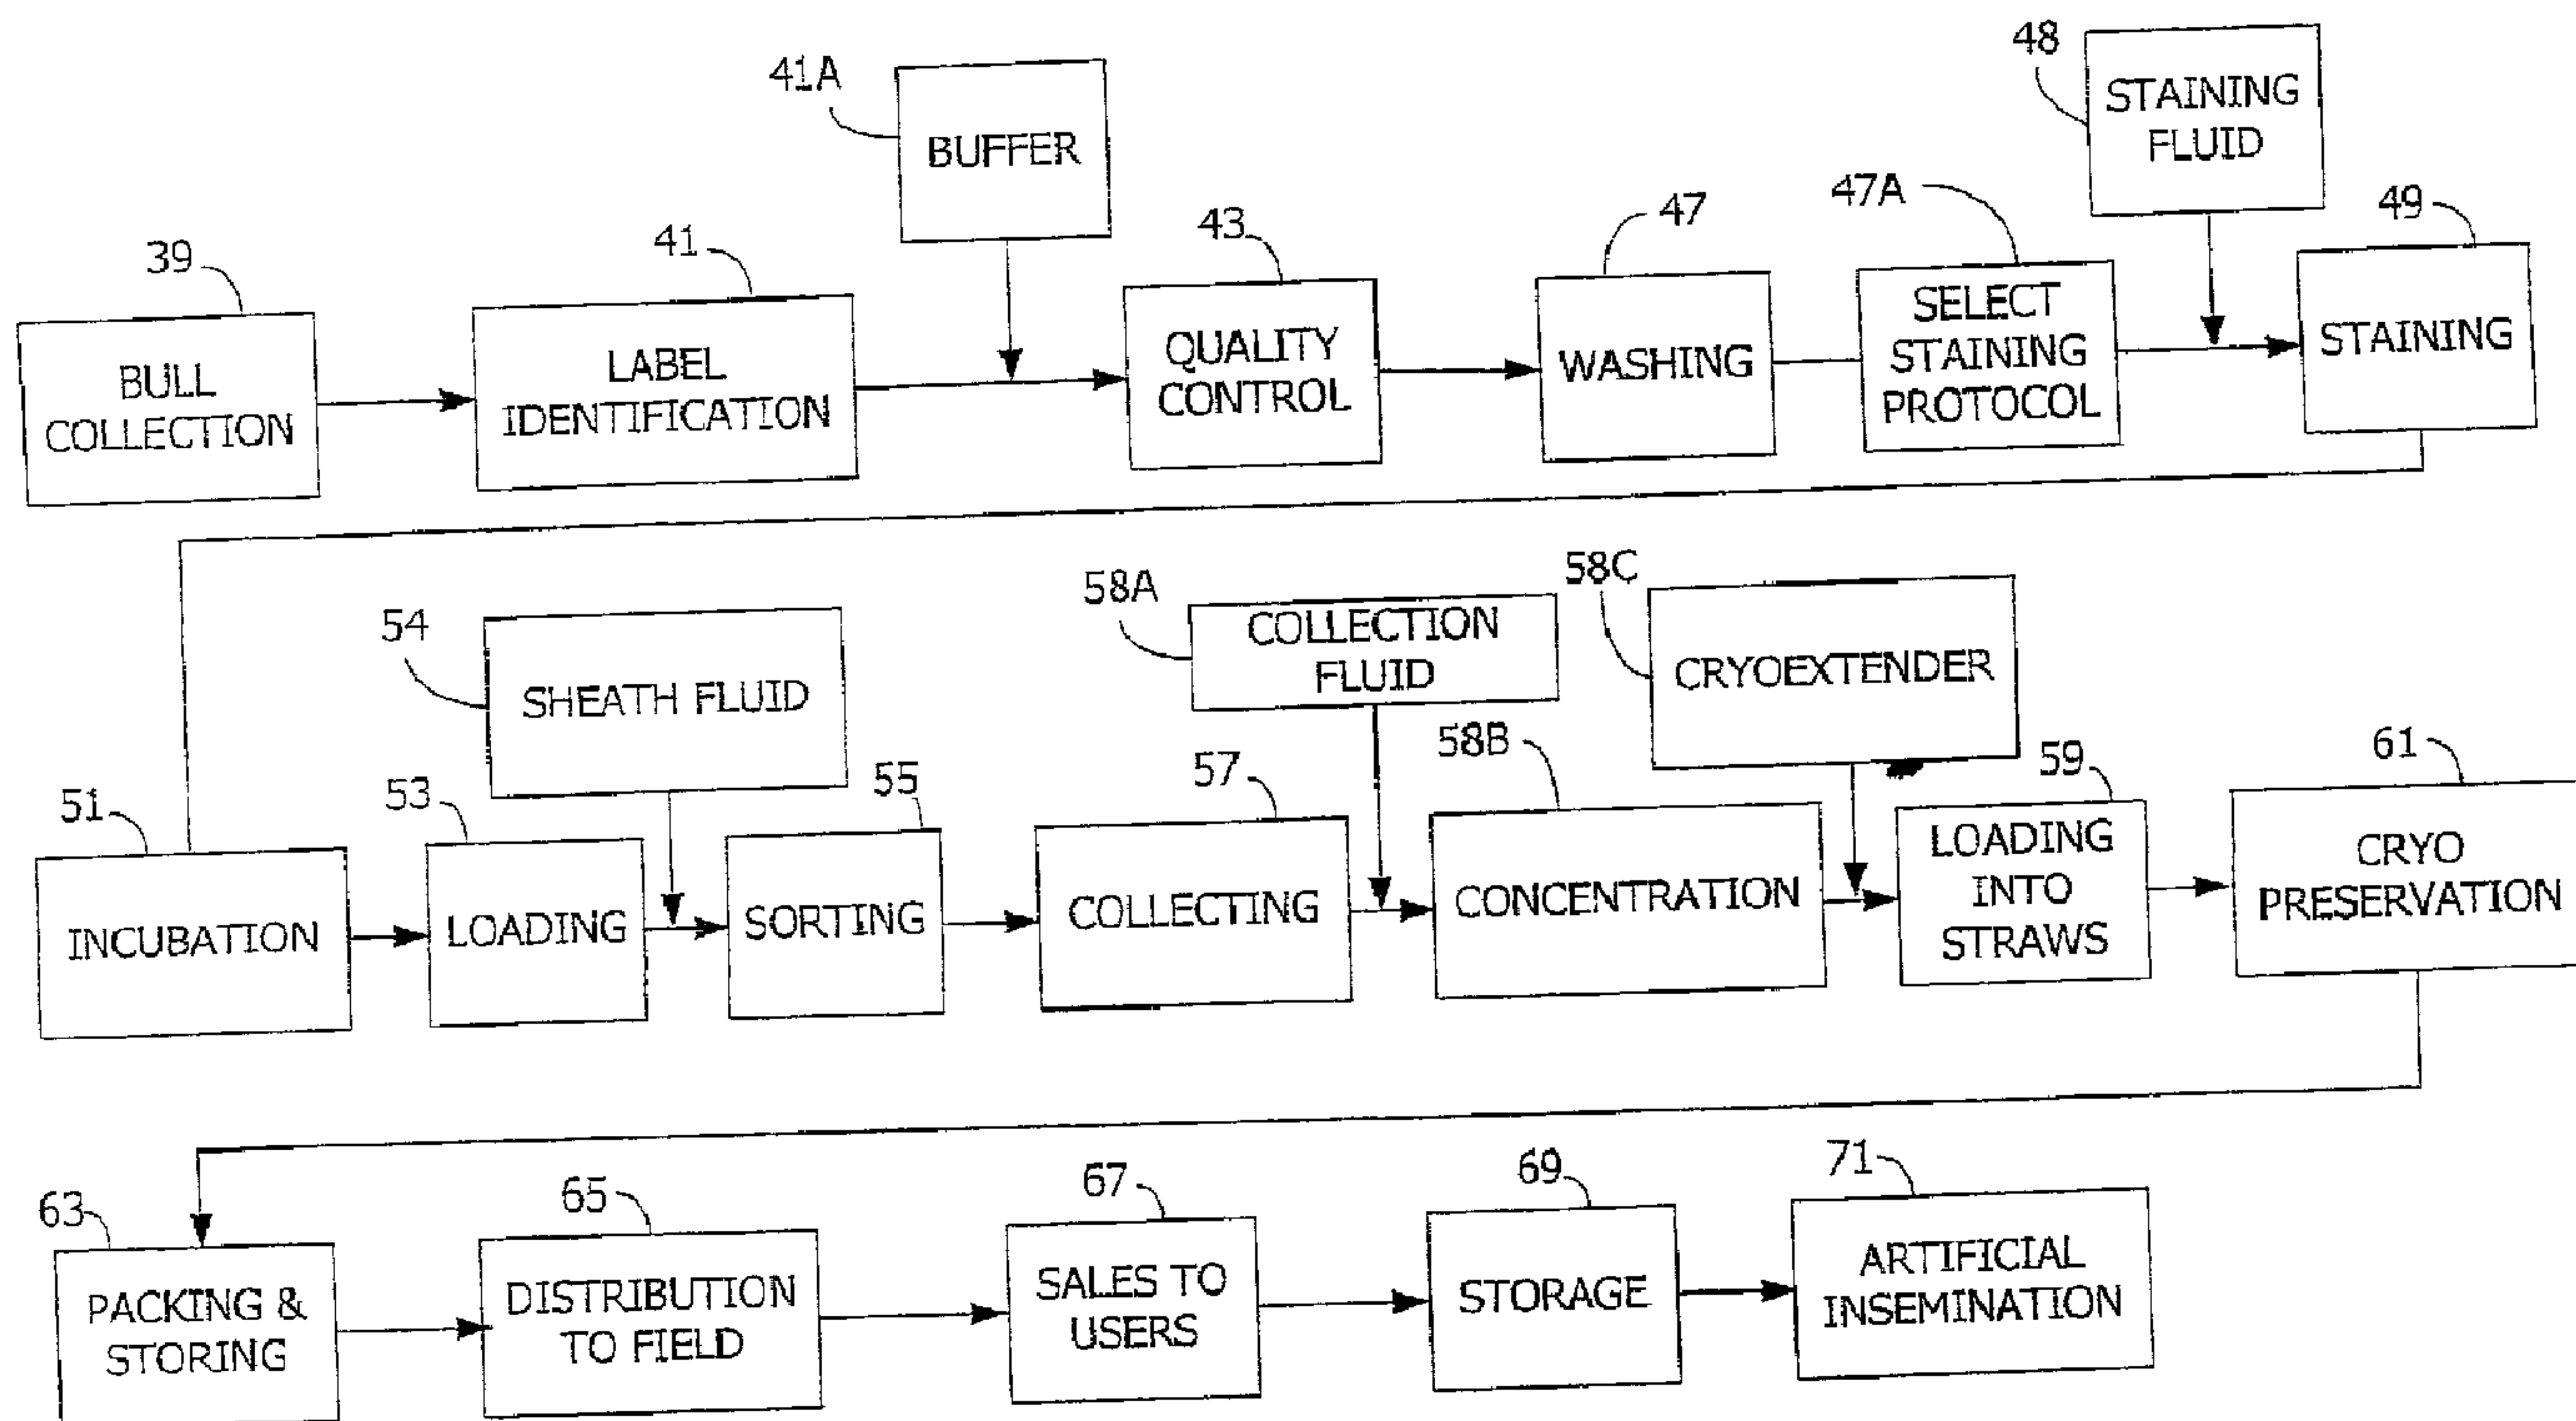 39
BULL
COLLECTION
41
LABEL
IDENTIFICATION
41A
BUFFER
43
QUALITY
CONTROL
47
WASHING
47A
SELECT
STAINING
PROTOCOL
48
STAINING
FLUID
49
STAINING
51
INCUBATION
53
LOADING
54
SHEATH FLUID
55
SORTING
57
COLLECTING
58A
COLLECTION
FLUID
58B
CONCENTRATION
58C
CRYOEXTENDER
59
LOADING
INTO
STRAWS
61
CRYO
PRESERVATION
63
PACKING &
STORING
65
DISTRIBUTION
TO FIELD
67
SALES TO
USERS
69
STORAGE
71
ARTIFICIAL
INSEMINATION